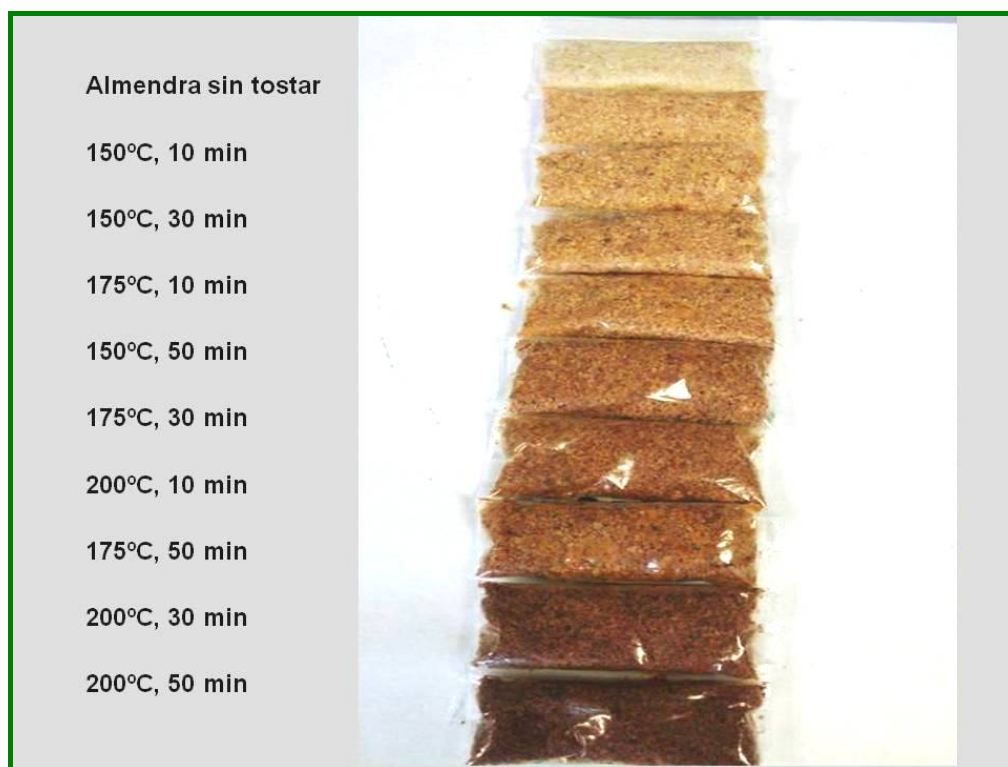 Almendra sin tostar
150ºC, 10 min
150ºC, 30 min
175ºC, 10 min
150ºC, 50 min
175ºC, 30 min
200ºC, 10 min
175ºC, 50 min
200ºC, 30 min
200ºC, 50 min